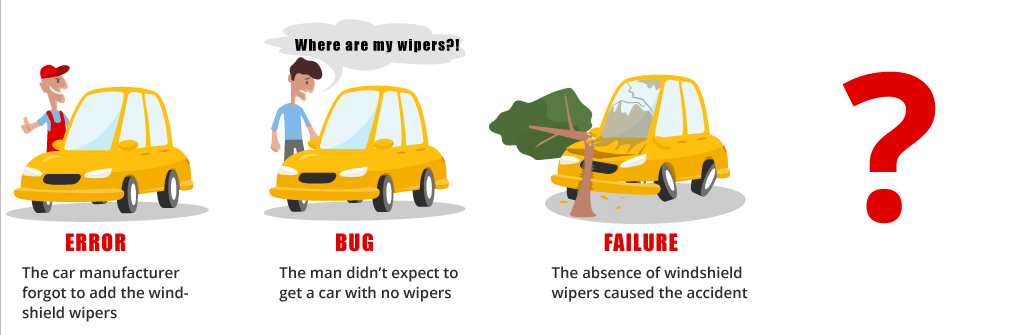 Where are my wipers?!
ERROR
The car manufacturer
forgot to add the wind-
shield wipers
BUG
The man didn’t expect to
get a car with no wipers
FAILURE
The absence of windshield
wipers caused the accident
?